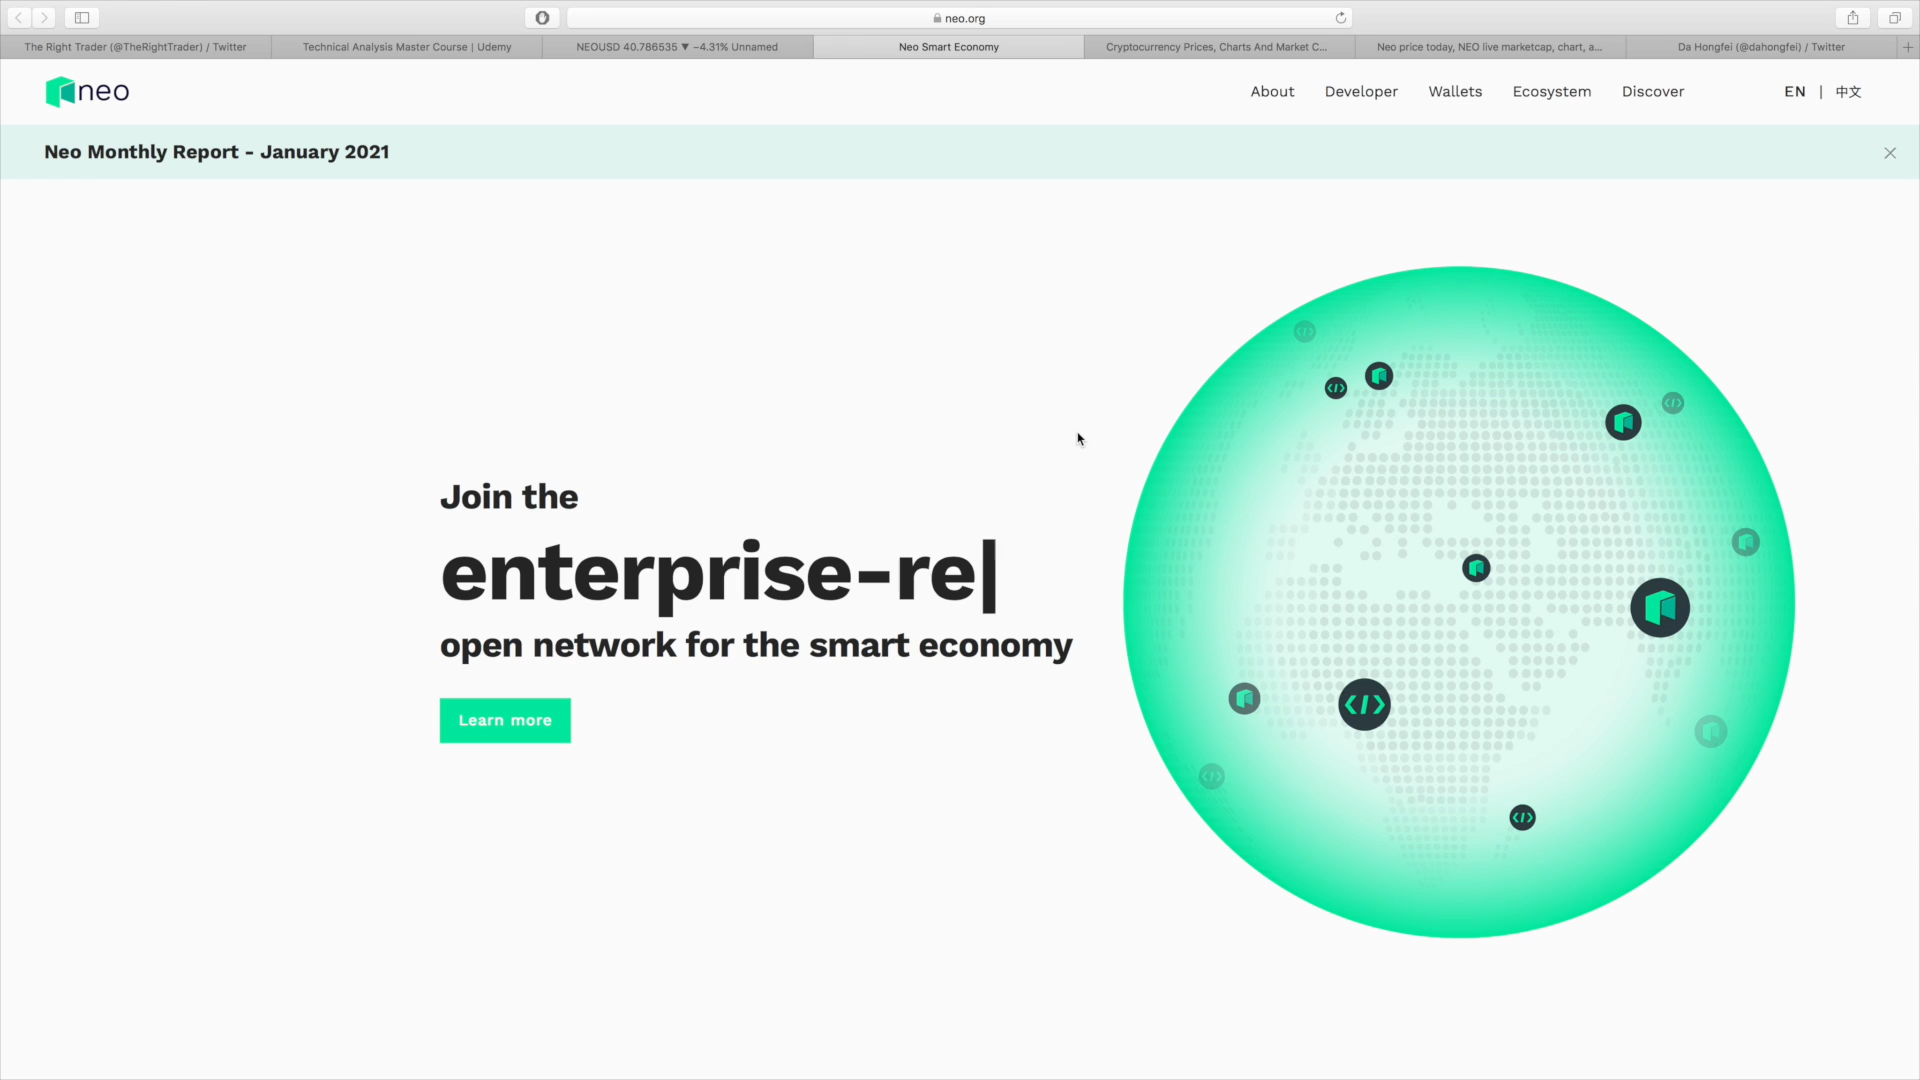 neo.org
The Right Trader (@TheRightTrader) / Twitter
Technical Analysis Master Course | Udemy
NEOUSD 40.786535 ▼ −4.31% Unnamed
Neo Smart Economy
Cryptocurrency Prices, Charts And Market C...
Neo price today, NEO live marketcap, chart, a...
Da Hongfei (@dahongfei) / Twitter
neo
About
Developer
Wallets
Ecosystem
Discover
EN | 中文
Neo Monthly Report - January 2021
Join the
enterprise-re|
open network for the smart economy
Learn more